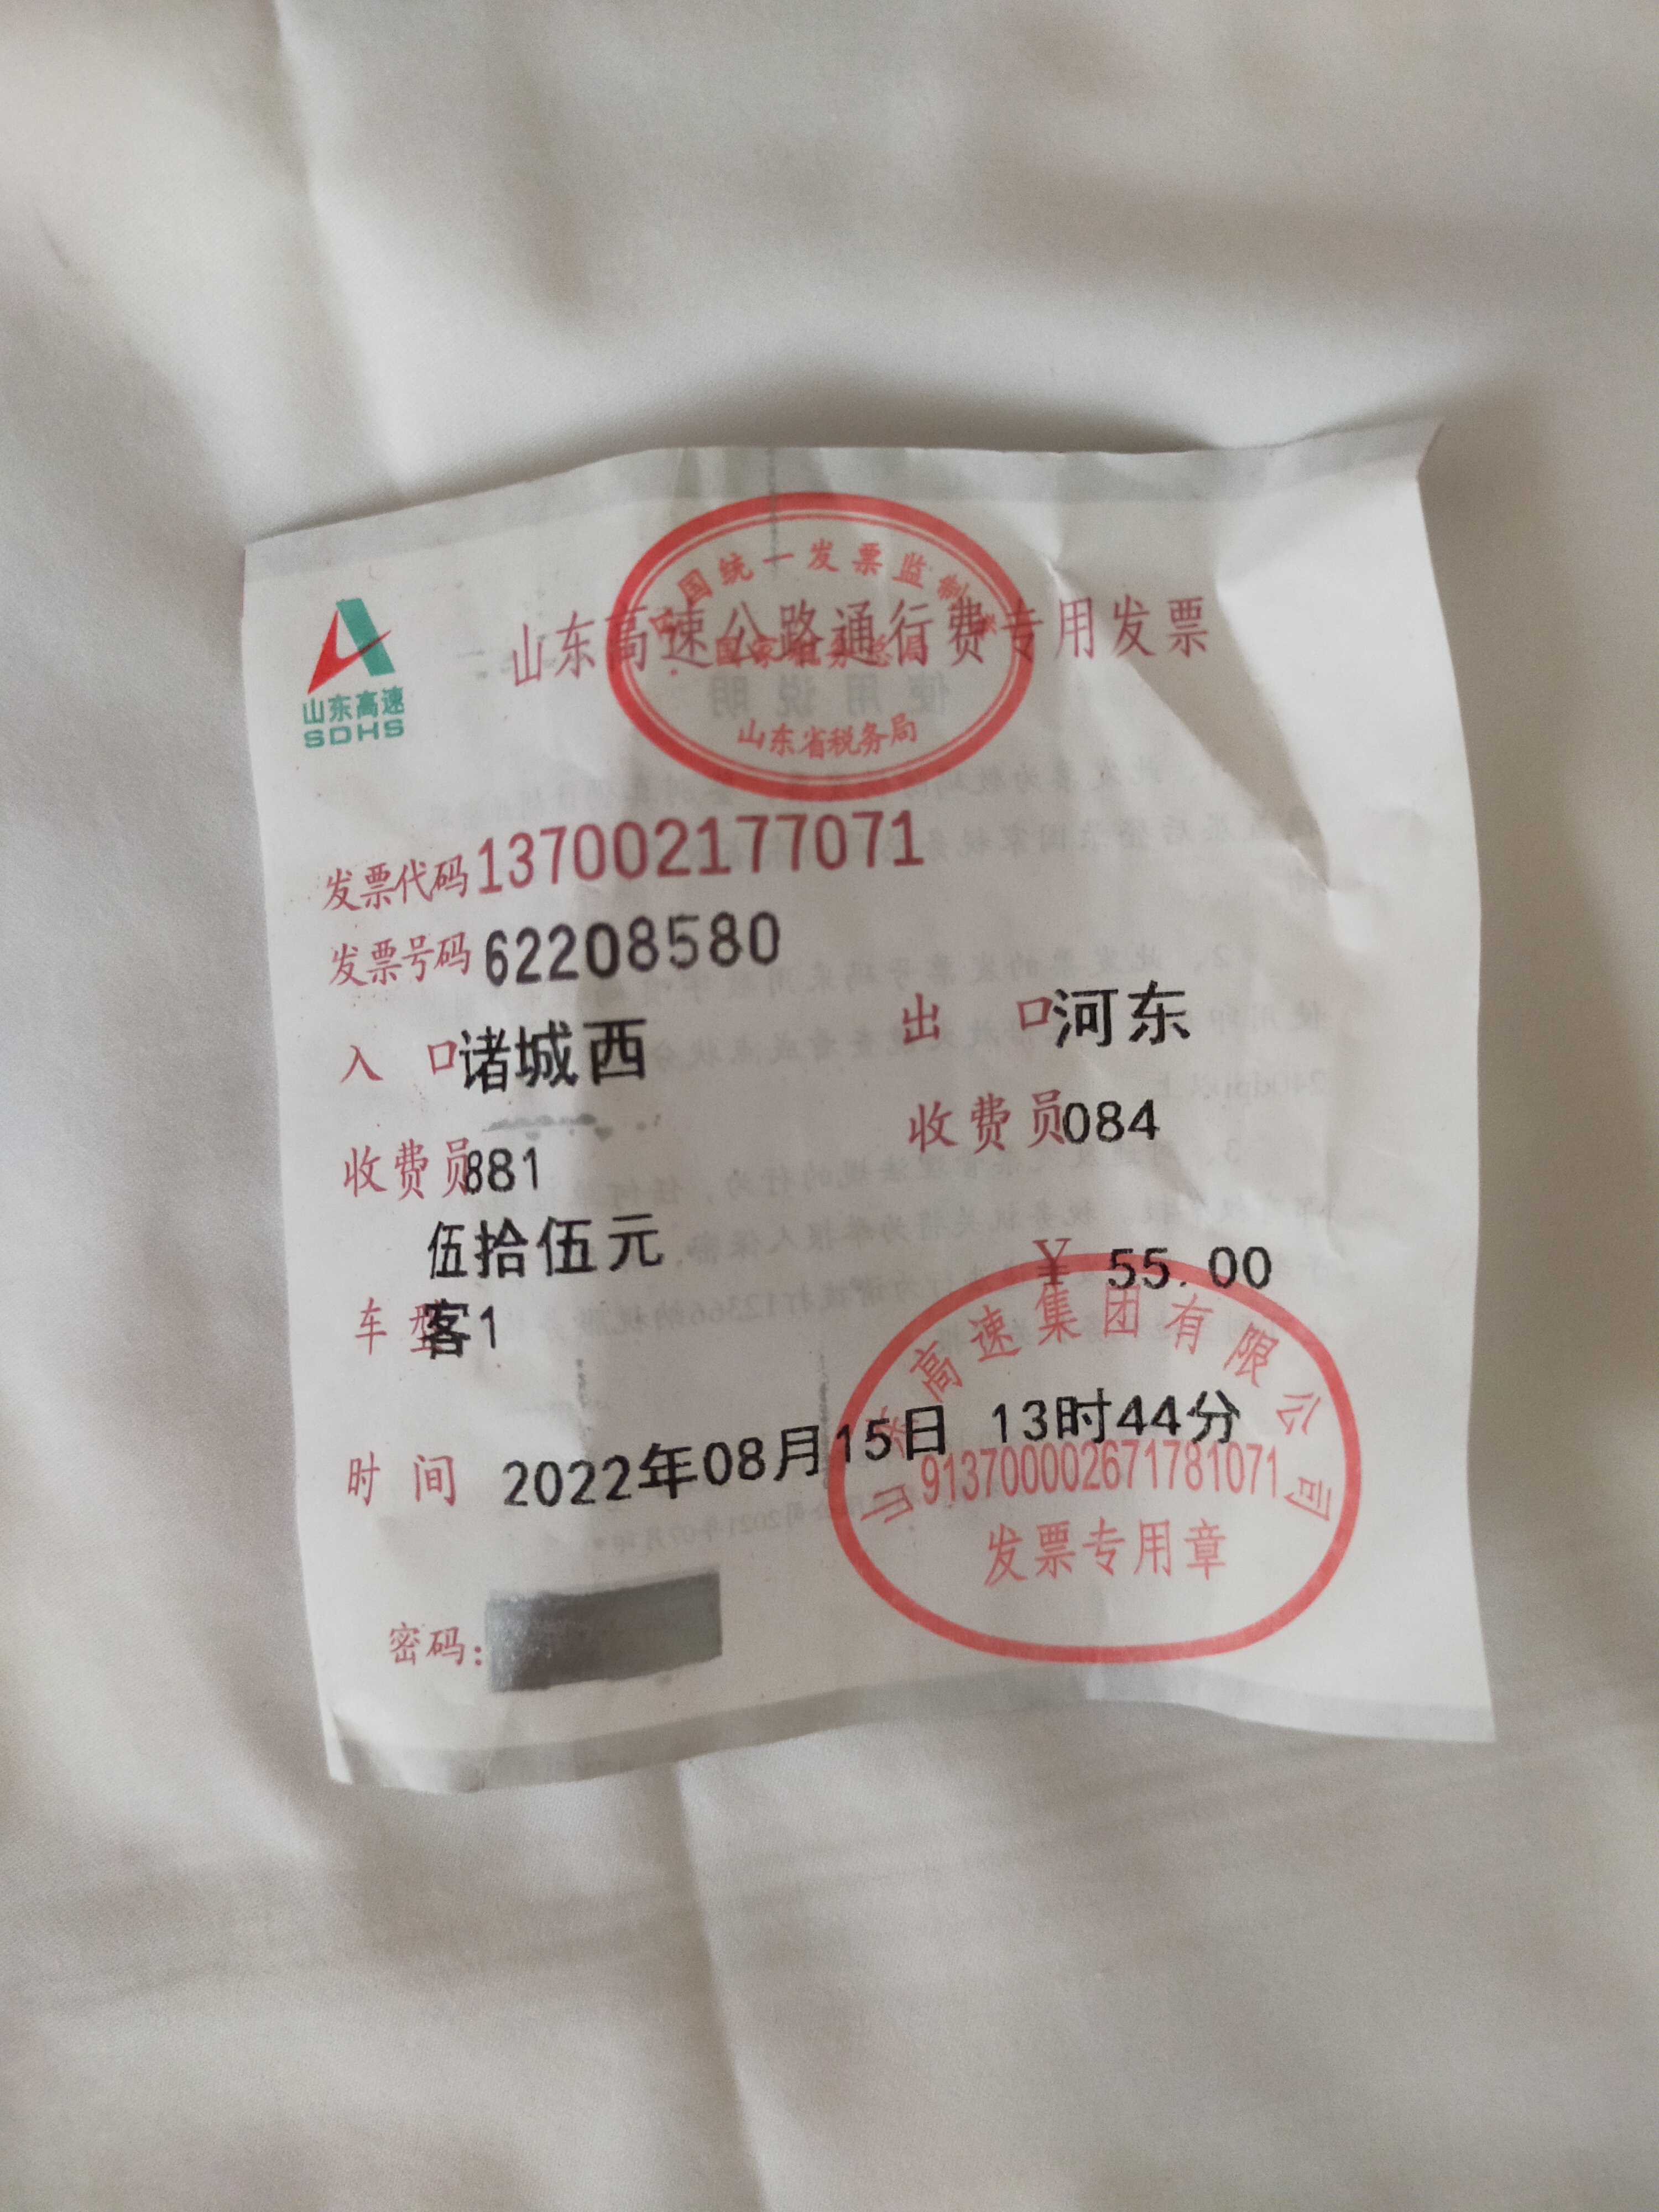 全国统一发票监制章
山东高速公路通行费专用发票
国家税务总局
山东省税务局
山东高速
SDHS
发票代码137002177071
发票号码62208580
入 口诸城西 出 口河东
收费员881 收费员084
伍拾伍元 ¥ 55.00
车型客1
山东高速集团有限公司
时 间 2022年08月15日 13时44分
913700002671781071
发票专用章
密码: